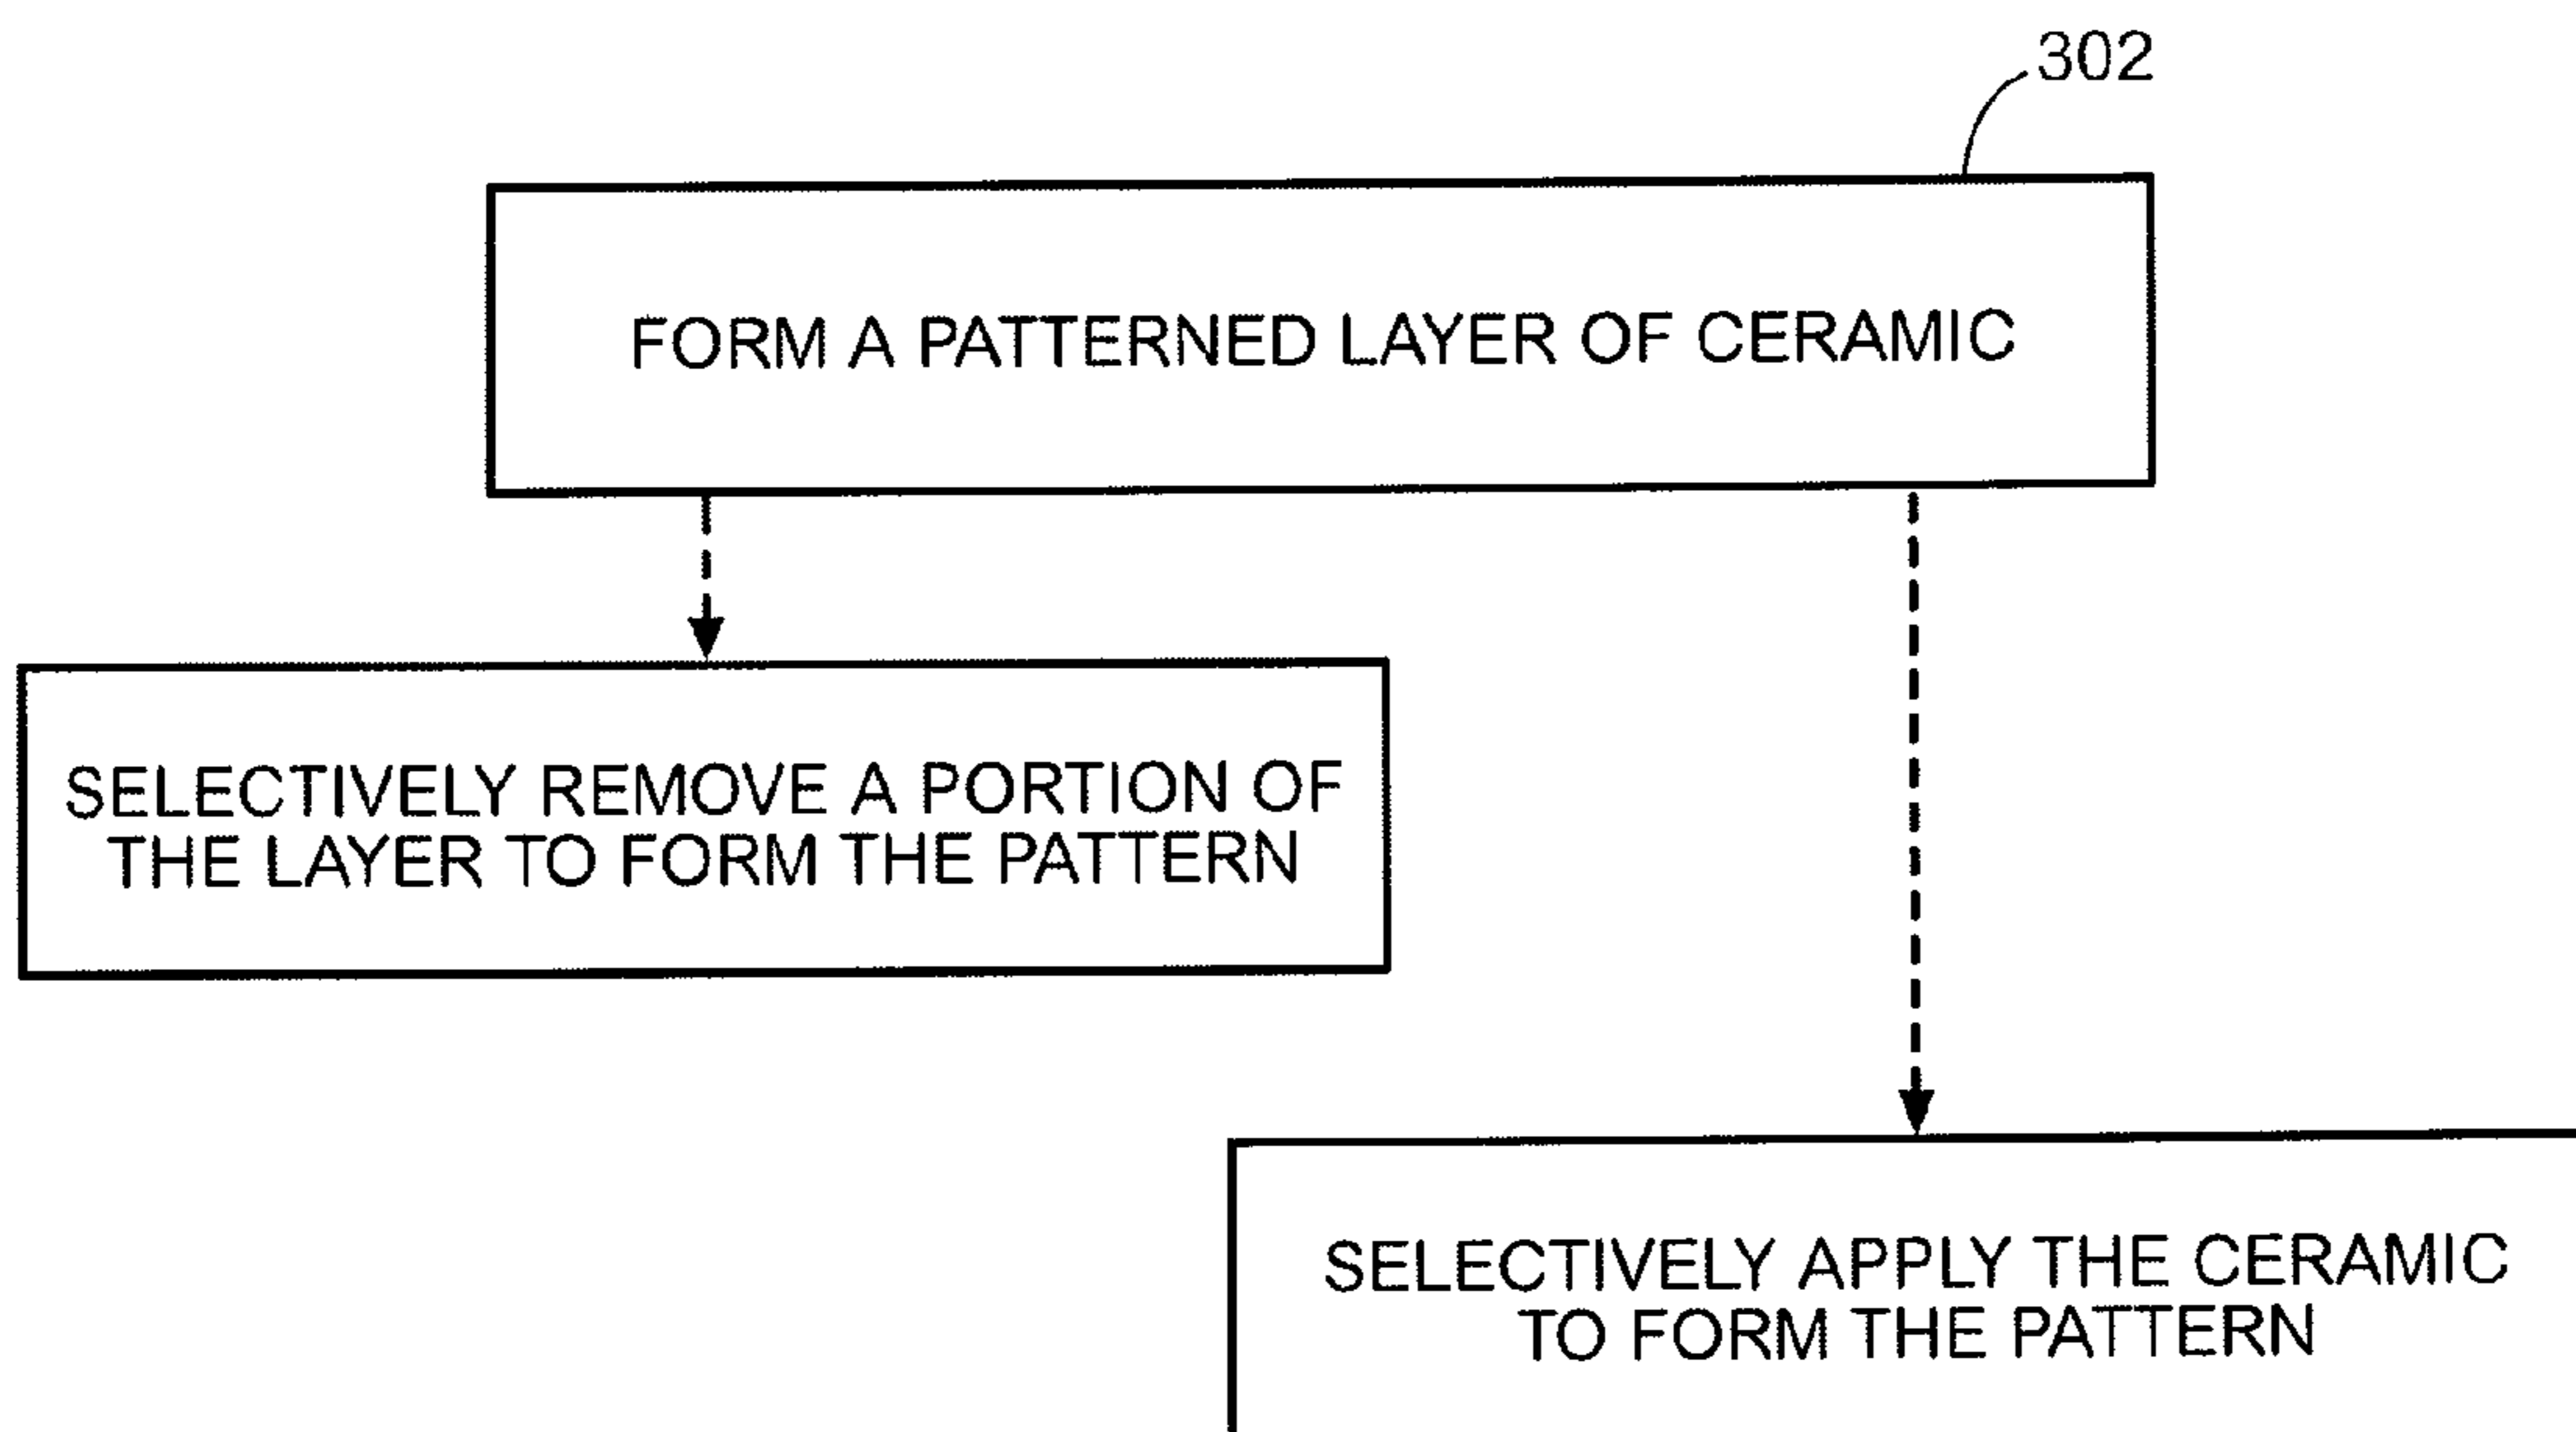 302
FORM A PATTERNED LAYER OF CERAMIC
SELECTIVELY REMOVE A PORTION OF
THE LAYER TO FORM THE PATTERN
SELECTIVELY APPLY THE CERAMIC
TO FORM THE PATTERN